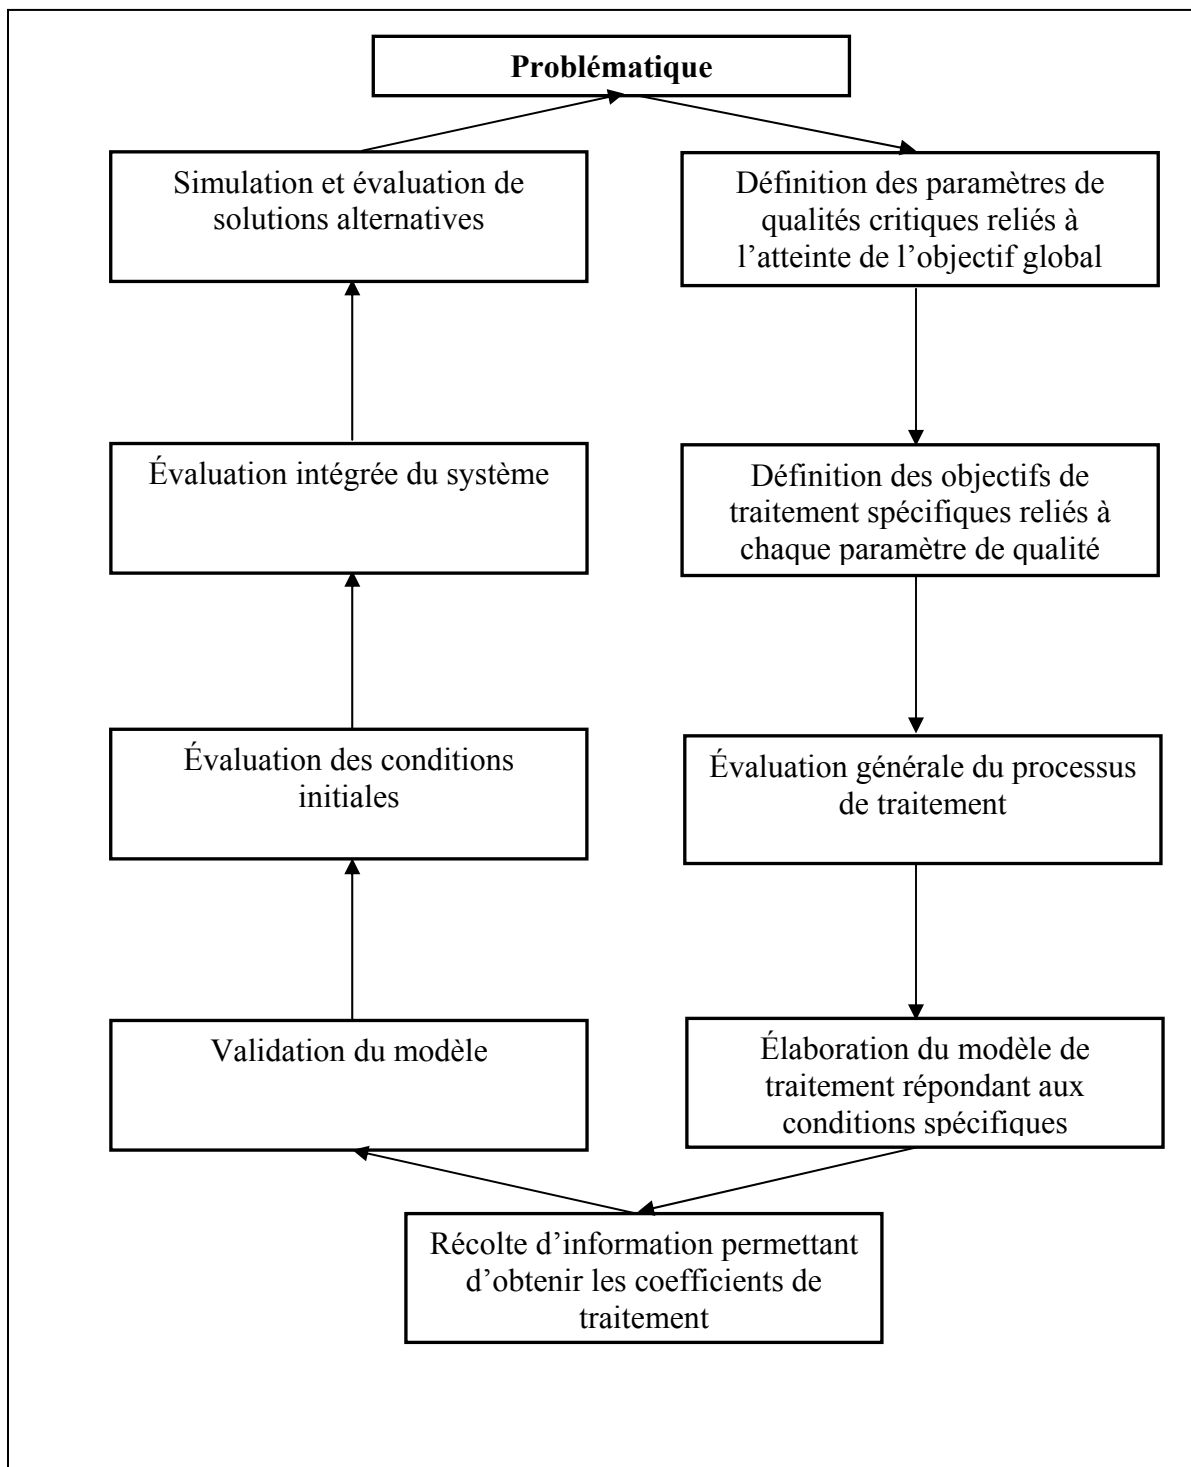 Problématique
Simulation et évaluation de
solutions alternatives
Définition des paramètres de
qualités critiques reliés à
l’atteinte de l’objectif global
Évaluation intégrée du système
Définition des objectifs de
traitement spécifiques reliés à
chaque paramètre de qualité
Évaluation des conditions
initiales
Évaluation générale du processus
de traitement
Validation du modèle
Élaboration du modèle de
traitement répondant aux
conditions spécifiques
Récolte d’information permettant
d’obtenir les coefficients de
traitement